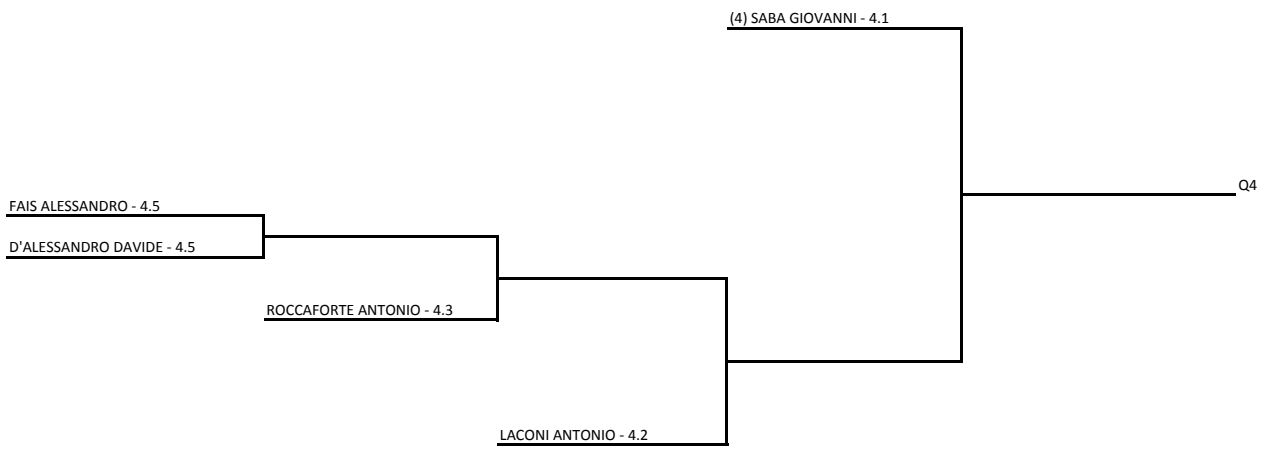 (4) SABA GIOVANNI - 4.1
Q4
FAIS ALESSANDRO - 4.5
D'ALESSANDRO DAVIDE - 4.5
ROCCAFORTE ANTONIO - 4.3
LACONI ANTONIO - 4.2